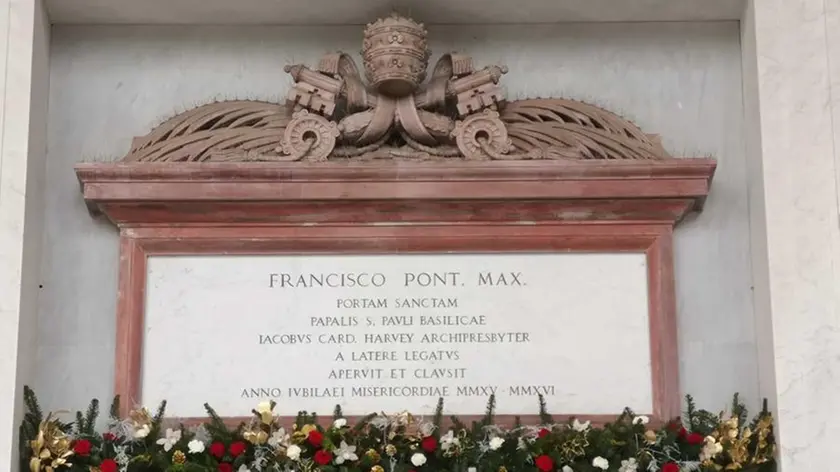 FRANCISCO PONT. MAX.
PORTAM SANCTAM
PAPALIS S. PAVLI BASILICAE
IACOBVS CARD. HARVEY ARCHIPRESBYTER
A LATERE LEGATVS
APERVIT ET CLAVSIT
ANNO IVBILAEI MISERICORDIAE MMXV - MMXVI